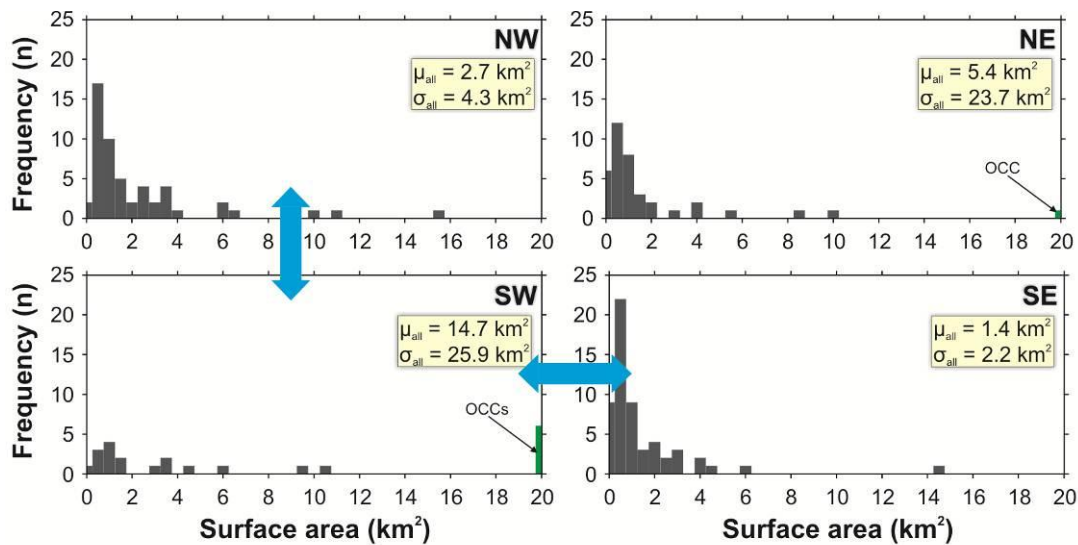 25
20
15
10
5
0
Frequency (n)
NW
μall = 2.7 km²
σall = 4.3 km²
0 2 4 6 8 10 12 14 16 18 20
25
20
15
10
5
0
NE
μall = 5.4 km²
σall = 23.7 km²
OCC
0 2 4 6 8 10 12 14 16 18 20
25
20
15
10
5
0
Frequency (n)
SW
μall = 14.7 km²
σall = 25.9 km²
OCCs
0 2 4 6 8 10 12 14 16 18 20
Surface area (km²)
25
20
15
10
5
0
SE
μall = 1.4 km²
σall = 2.2 km²
0 2 4 6 8 10 12 14 16 18 20
Surface area (km²)